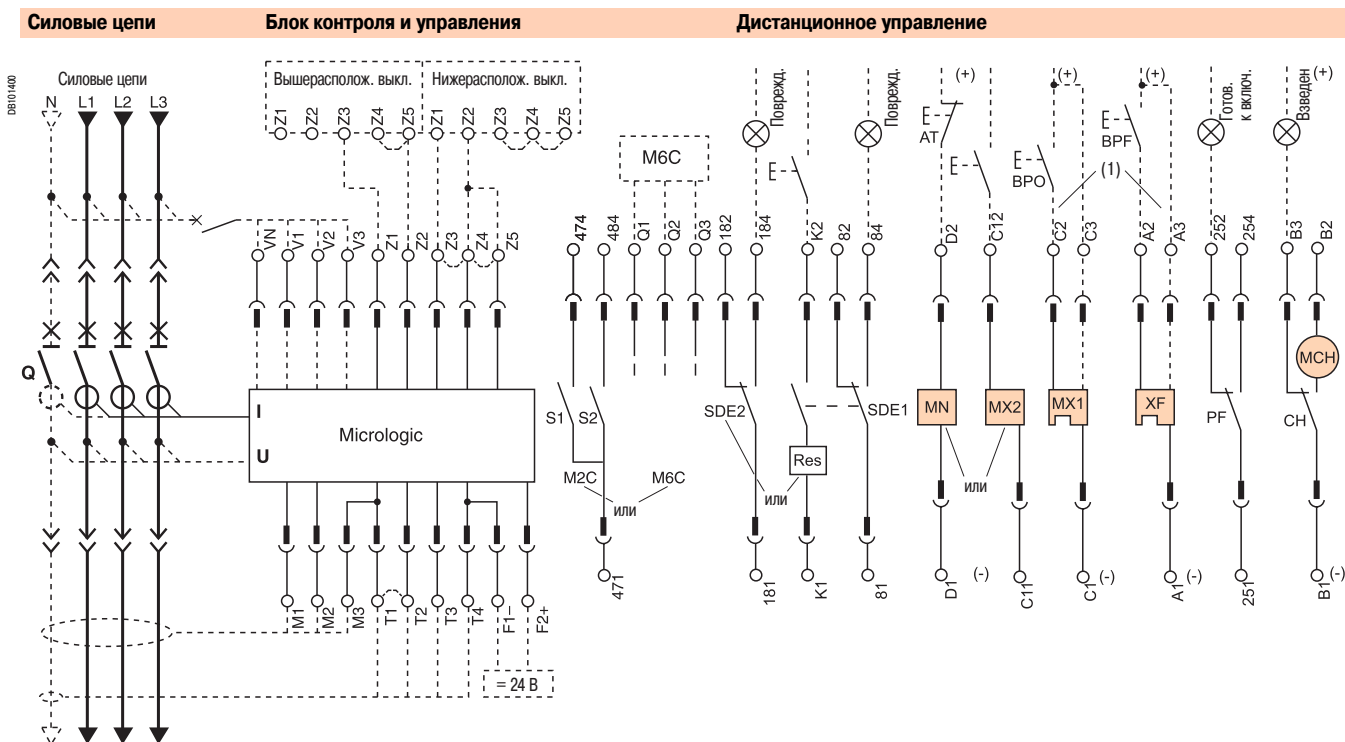 Силовые цепи
Блок контроля и управления
Дистанционное управление
DB101400
Силовые цепи
N L1 L2 L3
Вышерасполож. выкл.
Нижерасполож. выкл.
Z1 Z2 Z3 Z4 Z5 Z1 Z2 Z3 Z4 Z5
M6C
Поврежд.
Поврежд.
Готов.
к включ.
Взведен
(+) (+) (+) (+)
AT
BPO
BPF
(1)
VN V1 V2 V3 Z1 Z2 Z3 Z4 Z5
474 484 Q1 Q2 Q3 182 184 K2 82 84 D2 C12 C2 C3 A2 A3 252 254 B3 B2
Q
I
U
Micrologic
S1 S2
M2C
или
M6C
SDE2
или
Res
SDE1
MN
или
MX2
MX1
XF
PF
CH
MCH
M1 M2 M3 T1 T2 T3 T4 F1− F2+
471 181 K1 81 D1 (-) C11 C1 (-) A1 (-) 251 B1 (-)
= 24 В